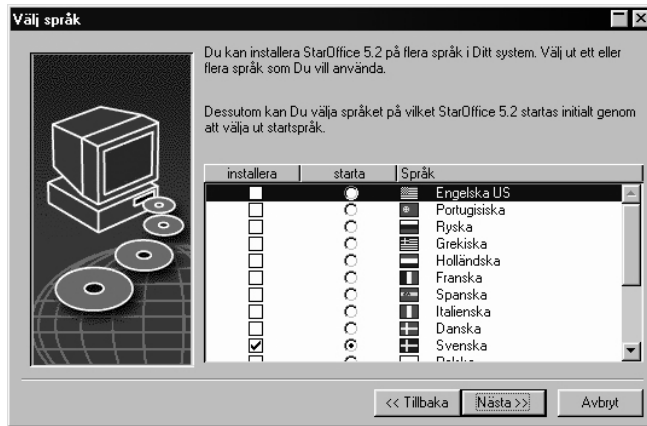 Välj språk
Du kan installera StarOffice 5.2 på flera språk i Ditt system. Välj ut ett eller
flera språk som Du vill använda.
Dessutom kan Du välja språket på vilket StarOffice 5.2 startas initialt genom
att välja ut startspråk.
installera starta Språk
Engelska US
Portugisiska
Ryska
Grekiska
Holländska
Franska
Spanska
Italienska
Danska
Svenska
<< Tillbaka Nästa >> Avbryt